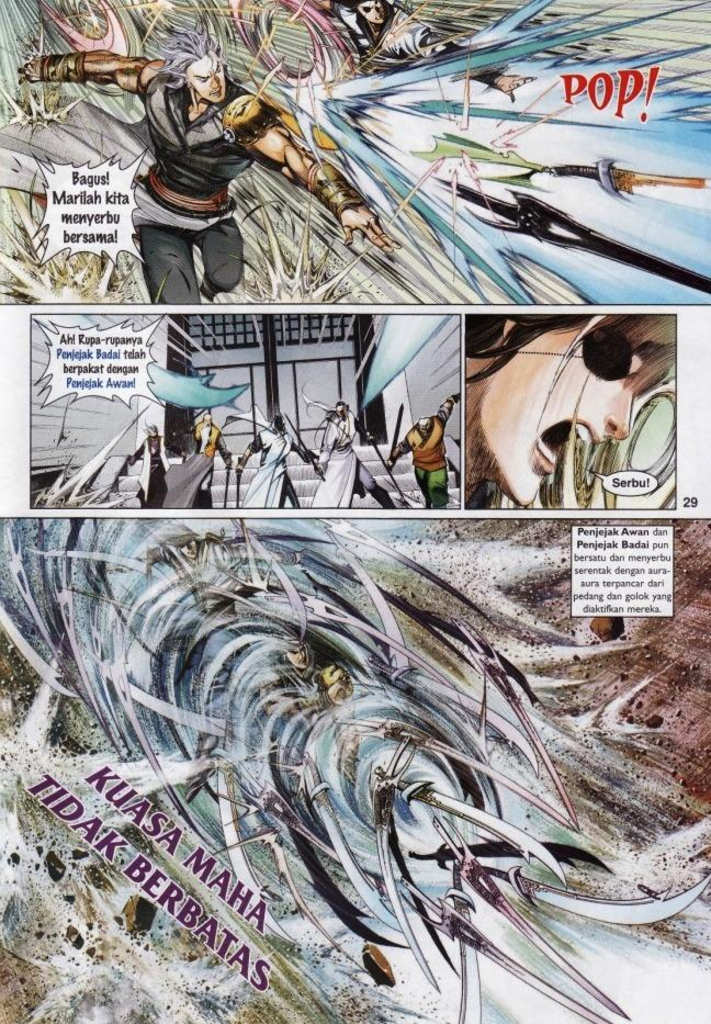 POP!
Bagus!
Marilah kita
menyerbu
bersama!
Ah! Rupa-rupanya
Penjejak Badai telah
berpakat dengan
Penjejak Awan!
Serbu!
29
Penjejak Awan dan
Penjejak Badai pun
bersatu dan menyerbu
serentak dengan aura-
aura terpancar dari
pedang dan golok yang
diaktifkan mereka.
KUASA MAHA
TIDAK BERBATAS